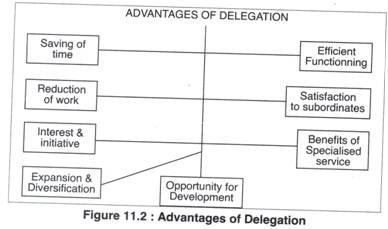 ADVANTAGES OF DELEGATION
Saving of
time
Efficient
Functionning
Reduction
of work
Satisfaction
to subordinates
Interest &
initiative
Benefits of
Specialised
service
Expansion &
Diversification
Opportunity for
Development
Figure 11.2 : Advantages of Delegation